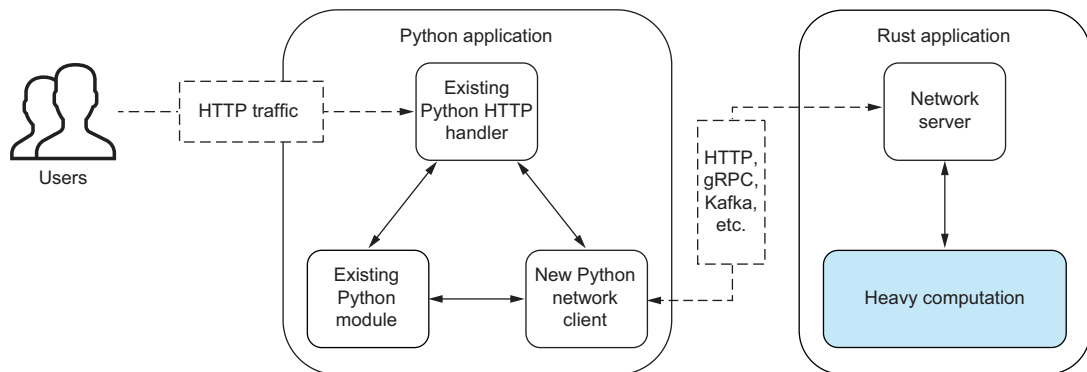 Python application
Rust application
Existing
Python HTTP
handler
HTTP traffic
Users
Network
server
HTTP,
gRPC,
Kafka,
etc.
Existing
Python
module
New Python
network
client
Heavy computation